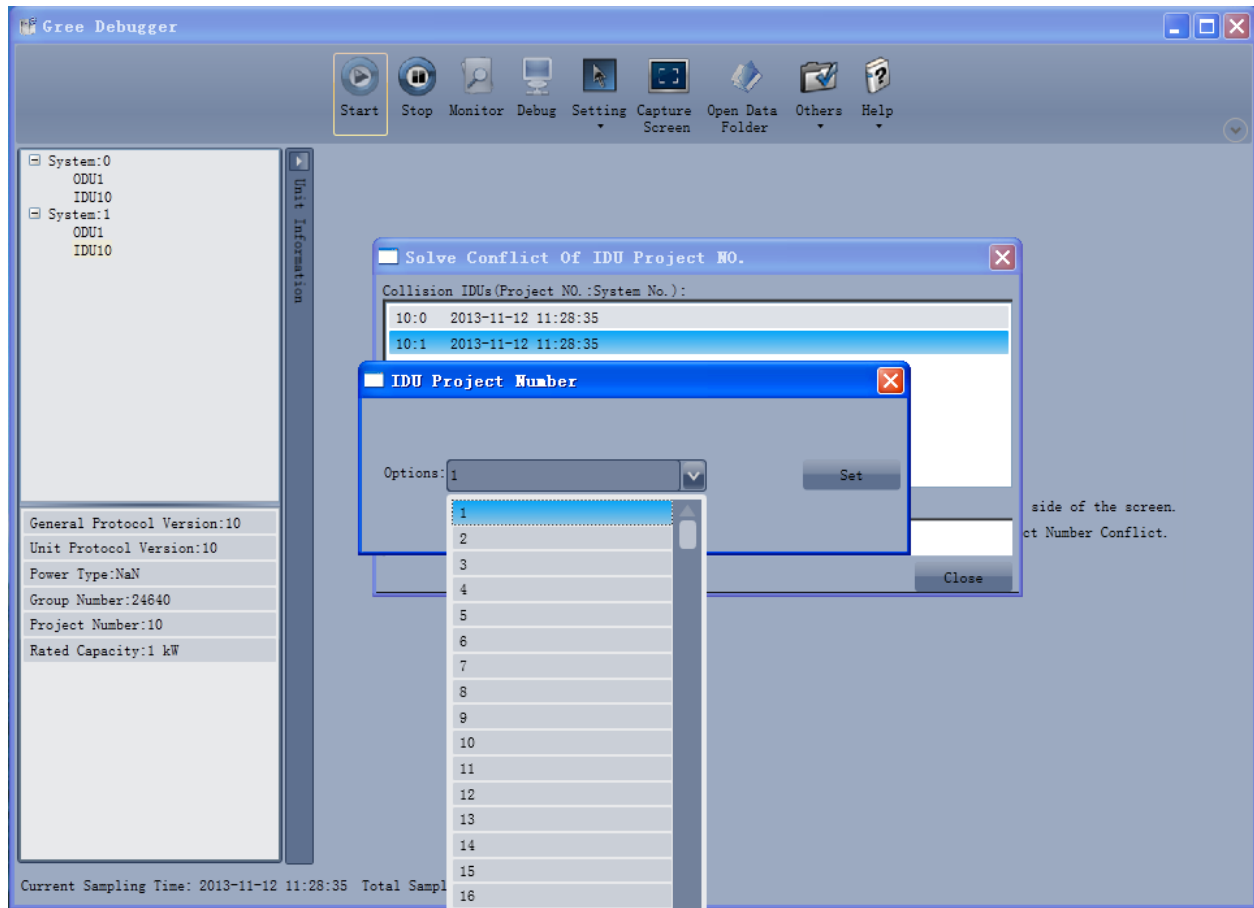 Gree Debugger
Start
Stop
Monitor
Debug
Setting
Capture
Screen
Open Data
Folder
Others
Help
System:0
ODU1
IDU10
System:1
ODU1
IDU10
Unit Information
Solve Conflict Of IDU Project NO.
Collision IDUs(Project NO.:System No.):
10:0 2013-11-12 11:28:35
10:1 2013-11-12 11:28:35
IDU Project Number
Options:
1
Set
1
2
3
4
5
6
7
8
9
10
11
12
13
14
15
16
side of the screen.
ct Number Conflict.
Close
General Protocol Version:10
Unit Protocol Version:10
Power Type:NaN
Group Number:24640
Project Number:10
Rated Capacity:1 kW
Current Sampling Time: 2013-11-12 11:28:35 Total Sampl